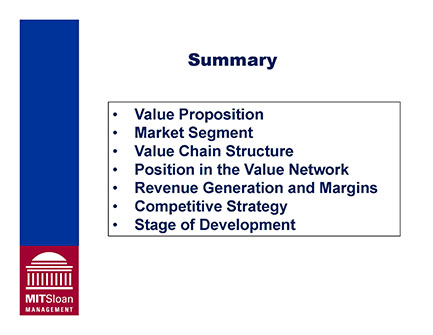 Summary
• Value Proposition
• Market Segment
• Value Chain Structure
• Position in the Value Network
• Revenue Generation and Margins
• Competitive Strategy
• Stage of Development
MITSloan
MANAGEMENT